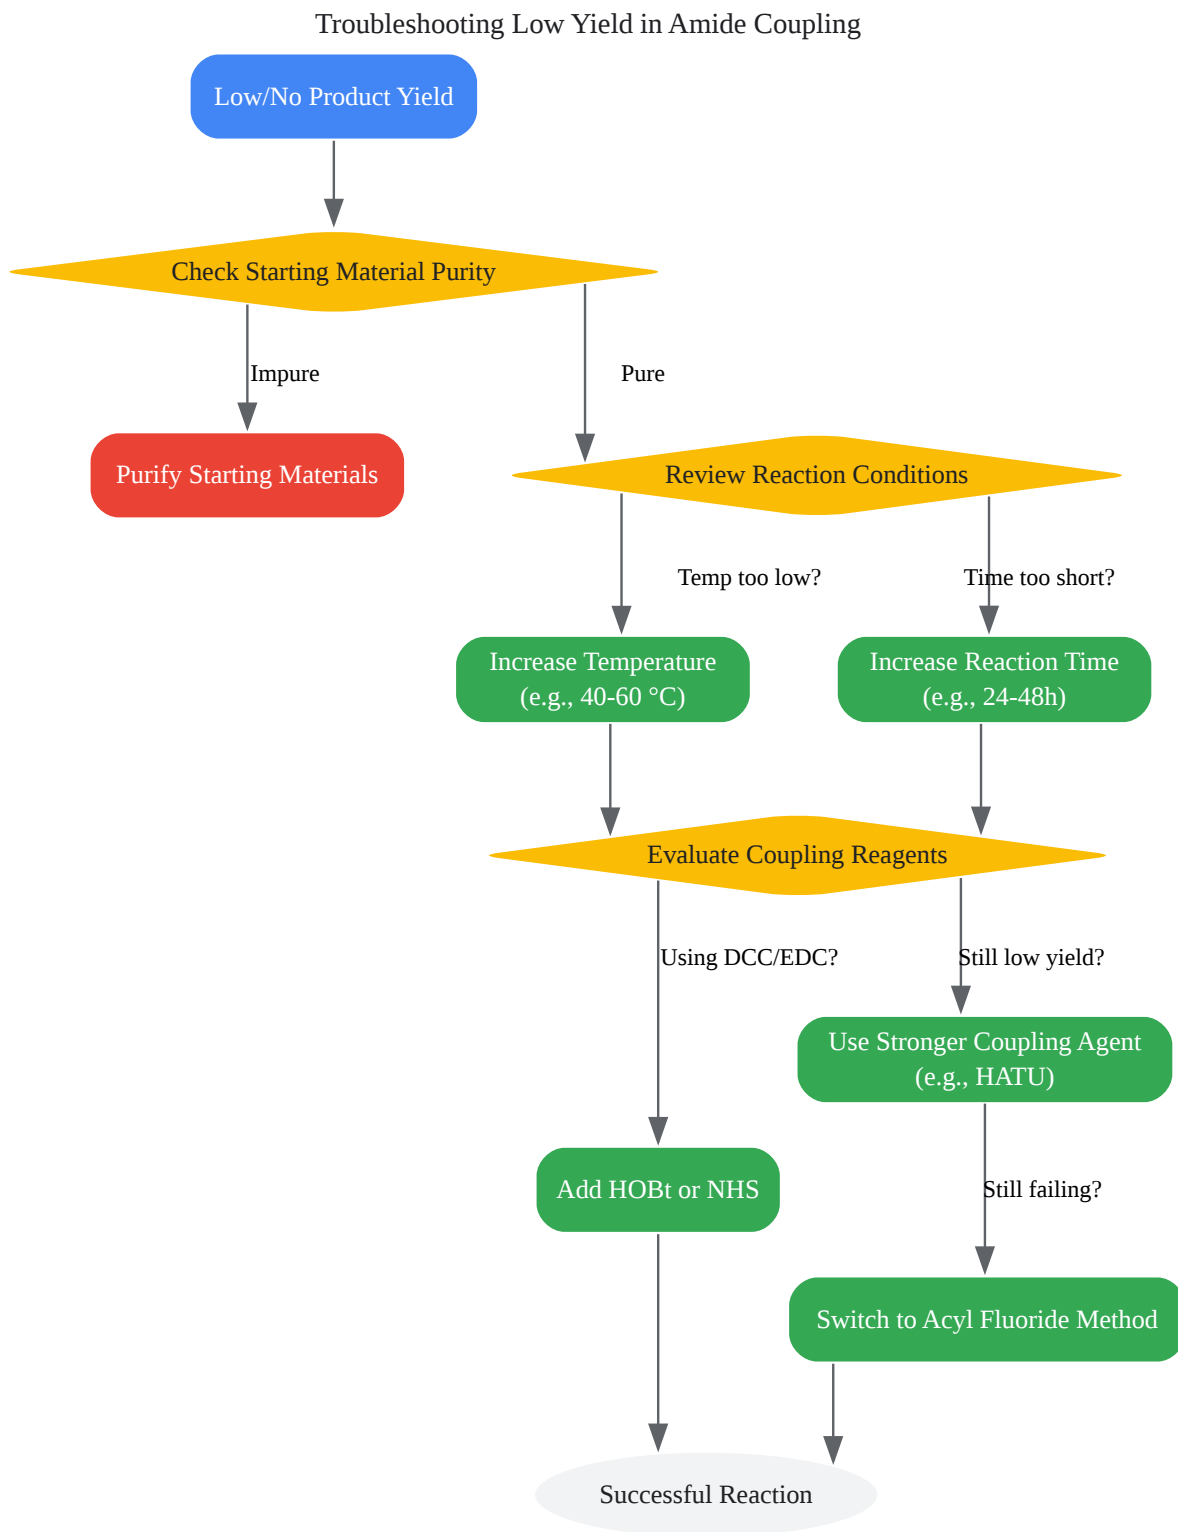 Troubleshooting Low Yield in Amide Coupling
Low/No Product Yield
Check Starting Material Purity
Impure
Pure
Purify Starting Materials
Review Reaction Conditions
Temp too low?
Time too short?
Increase Temperature
(e.g., 40-60 °C)
Increase Reaction Time
(e.g., 24-48h)
Evaluate Coupling Reagents
Using DCC/EDC?
Still low yield?
Use Stronger Coupling Agent
(e.g., HATU)
Add HOBt or NHS
Still failing?
Switch to Acyl Fluoride Method
Successful Reaction